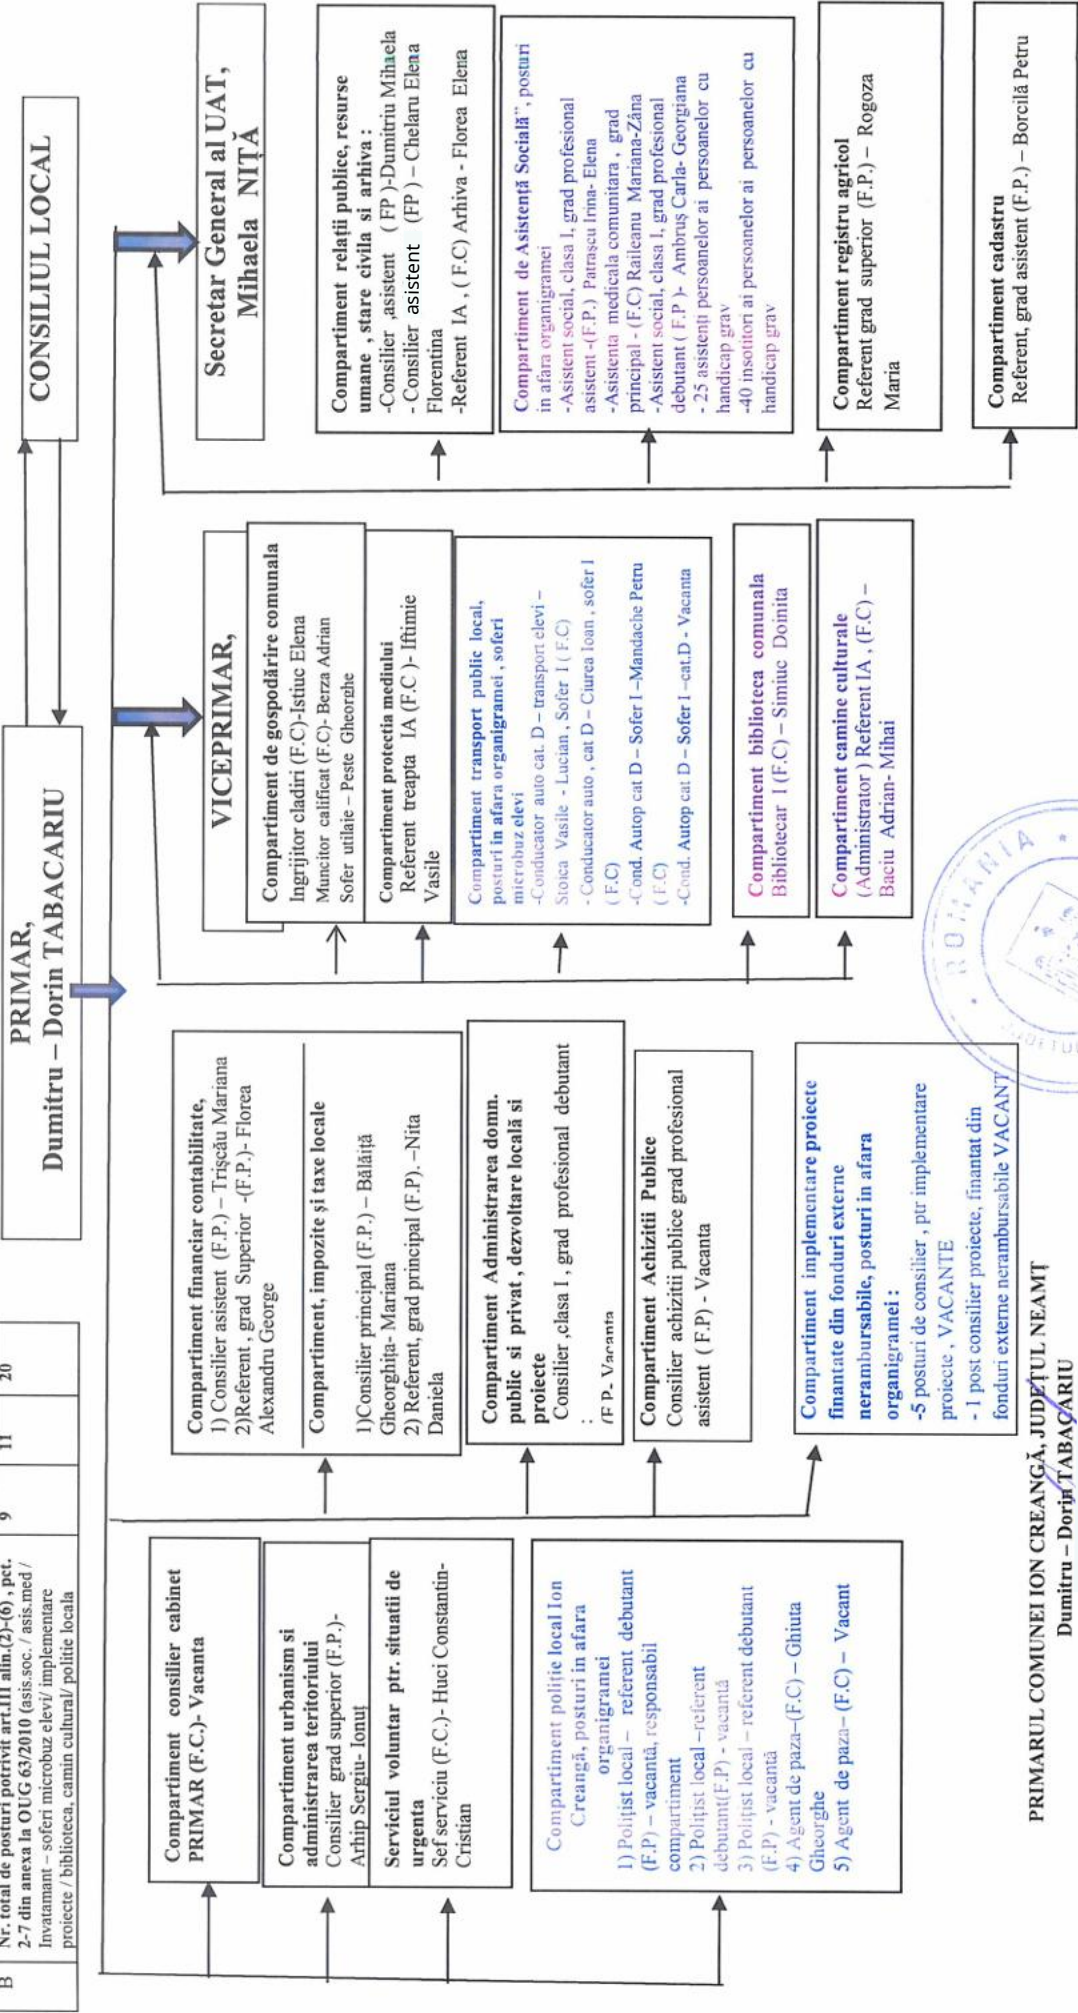 B
Nr. total de posturi potrivit art.III alin.(2)-(6) , pct.
2-7 din anexa la OUG 63/2010 (asis.soc. / asis.med /
Invatamant – soferi microbuz elevi/ implementare
proiecte / biblioteca, camin cultural/ politie locala
9
11
20
PRIMAR,
Dumitru – Dorin TABACARIU
CONSILIUL LOCAL
Compartiment consilier cabinet
PRIMAR (F.C.)- Vacanta
Compartiment urbanism si
administrarea teritoriului
Consilier grad superior (F.P.)-
Arhip Sergiu- Ionuț
Serviciul voluntar ptr. situatii de
urgenta
Sef serviciu (F.C.)- Huci Constantin-
Cristian
Compartiment poliție local Ion
Creangă, posturi in afara
organigramei
1) Polițist local – referent debutant
(F.P) – vacantă, responsabil
compartiment
2) Polițist local –referent
debutant(F.P) - vacantă
3) Polițist local – referent debutant
(F.P) - vacantă
4) Agent de paza–(F.C) – Ghiuta
Gheorghe
5) Agent de paza– (F.C) – Vacant
Compartiment financiar contabilitate,
1) Consilier asistent (F.P.) – Trișcău Mariana
2)Referent , grad Superior -(F.P.)- Florea
Alexandru George
Compartiment, impozite și taxe locale
1)Consilier principal (F.P.) – Bălăiță
Gheorghița- Mariana
2) Referent, grad principal (F.P). –Nita
Daniela
Compartiment Administrarea domn.
public si privat , dezvoltare locală si
proiecte
Consilier ,clasa I , grad profesional debutant
:
(F.P.- Vacanta
Compartiment Achizitii Publice
Consilier achizitii publice grad profesional
asistent ( F.P) - Vacanta
Compartiment implementare proiecte
finantate din fonduri externe
nerambursabile, posturi in afara
organigramei :
-5 posturi de consilier , ptr implementare
proiecte , VACANTE
- 1 post consilier proiecte, finantat din
fonduri externe nerambursabile VACANT
VICEPRIMAR,
Compartiment de gospodărire comunala
Ingrijitor cladiri (F.C)-Istiuc Elena
Muncitor calificat (F.C)- Berza Adrian
Sofer utilaie – Peste Gheorghe
Compartiment protectia mediului
Referent treapta IA (F.C )- Iftimie
Vasile
Compartiment transport public local,
posturi in afara organigramei , soferi
microbuz elevi
-Conducator auto cat. D – transport elevi –
Stoica Vasile - Lucian , Sofer I ( F.C)
- Conducator auto , cat D – Ciurea Ioan , sofer I
( F.C)
-Cond. Autop cat D – Sofer I –Mandache Petru
( F.C)
-Cond. Autop cat D – Sofer I –cat.D - Vacanta
Compartiment biblioteca comunala
Bibliotecar I (F.C) – Simiuc Doinita
Compartiment camine culturale
(Administrator ) Referent IA , (F.C) –
Baciu Adrian- Mihai
Secretar General al UAT,
Mihaela NIȚĂ
Compartiment relații publice, resurse
umane , stare civila si arhiva :
-Consilier ,asistent ( FP )-Dumitriu Mihaela
- Consilier asistent (FP ) – Chelaru Elena
Florentina
-Referent IA , ( F.C) Arhiva - Florea Elena
Compartiment de Asistență Socială", posturi
in afara organigramei
-Asistent social, clasa I, grad profesional
asistent -(F.P.) Patrașcu Irina- Elena
-Asistenta medicala comunitara , grad
principal - (F.C) Raileanu Mariana-Zâna
-Asistent social, clasa I, grad profesional
debutant ( F.P )- Ambruș Carla- Georgiana
- 25 asistenți persoanelor ai persoanelor cu
handicap grav
-40 insotitori ai persoanelor ai persoanelor cu
handicap grav
Compartiment registru agricol
Referent grad superior (F.P.) – Rogoza
Maria
Compartiment cadastru
Referent, grad asistent (F.P.) – Borcilă Petru
ROMANIA
PRIMARUL COMUNEI ION CREANGĂ, JUDEȚUL NEAMȚ
Dumitru – Dorin TABACARIU